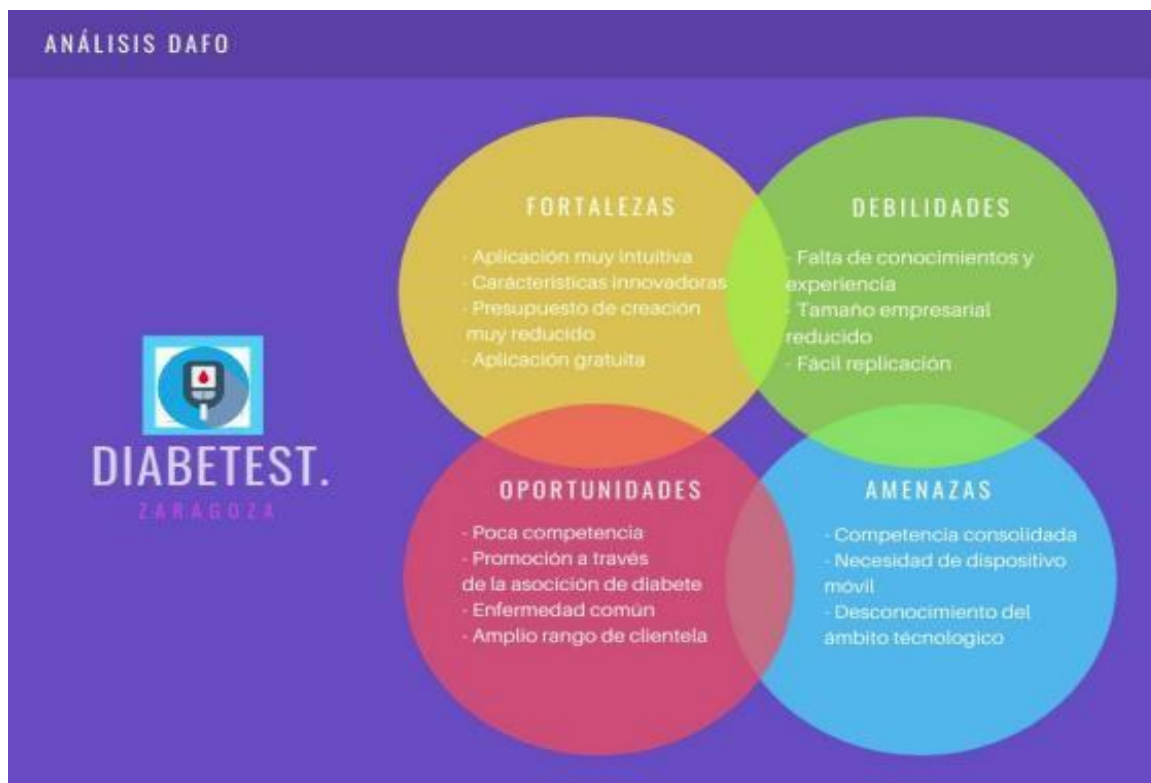 ANÁLISIS DAFO
FORTALEZAS
- Aplicación muy intuitiva
- Carácterísticas innovadoras
- Presupuesto de creación
muy reducido
- Aplicación gratuita
DEBILIDADES
- Falta de conocimientos y
experiencia
- Tamaño empresarial
reducido
- Fácil replicación
DIABETEST.
ZARAGOZA
OPORTUNIDADES
- Poca competencia
- Promoción a través
de la asocición de diabete
- Enfermedad común
- Amplio rango de clientela
AMENAZAS
- Competencia consolidada
- Necesidad de dispositivo
móvil
- Desconocimiento del
ámbito técnologico